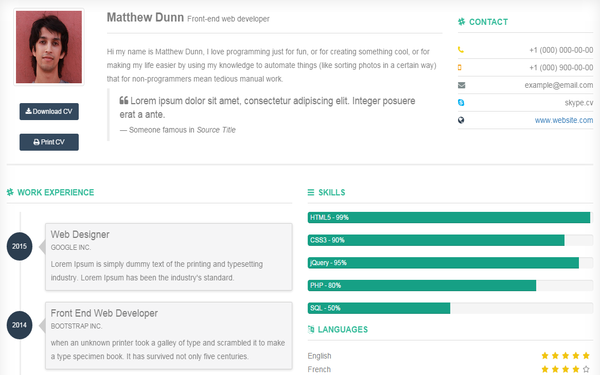 Matthew Dunn Front-end web developer
Hi my name is Matthew Dunn, I love programming just for fun, or for creating something cool, or for
making my life easier by using my knowledge to automate things (like sorting photos in a certain way)
that for non-programmers mean tedious manual work.
Lorem ipsum dolor sit amet, consectetur adipiscing elit. Integer posuere
erat a ante.
— Someone famous in Source Title
Download CV
Print CV
CONTACT
+1 (000) 000-00-00
+1 (000) 900-00-00
example@email.com
skype.cv
www.website.com
WORK EXPERIENCE
2015
Web Designer
GOOGLE INC.
Lorem Ipsum is simply dummy text of the printing and typesetting
industry. Lorem Ipsum has been the industry's standard.
2014
Front End Web Developer
BOOTSTRAP INC.
when an unknown printer took a galley of type and scrambled it to make
a type specimen book. It has survived not only five centuries.
SKILLS
HTML5 - 99%
CSS3 - 90%
jQuery - 95%
PHP - 80%
SQL - 50%
LANGUAGES
English
French